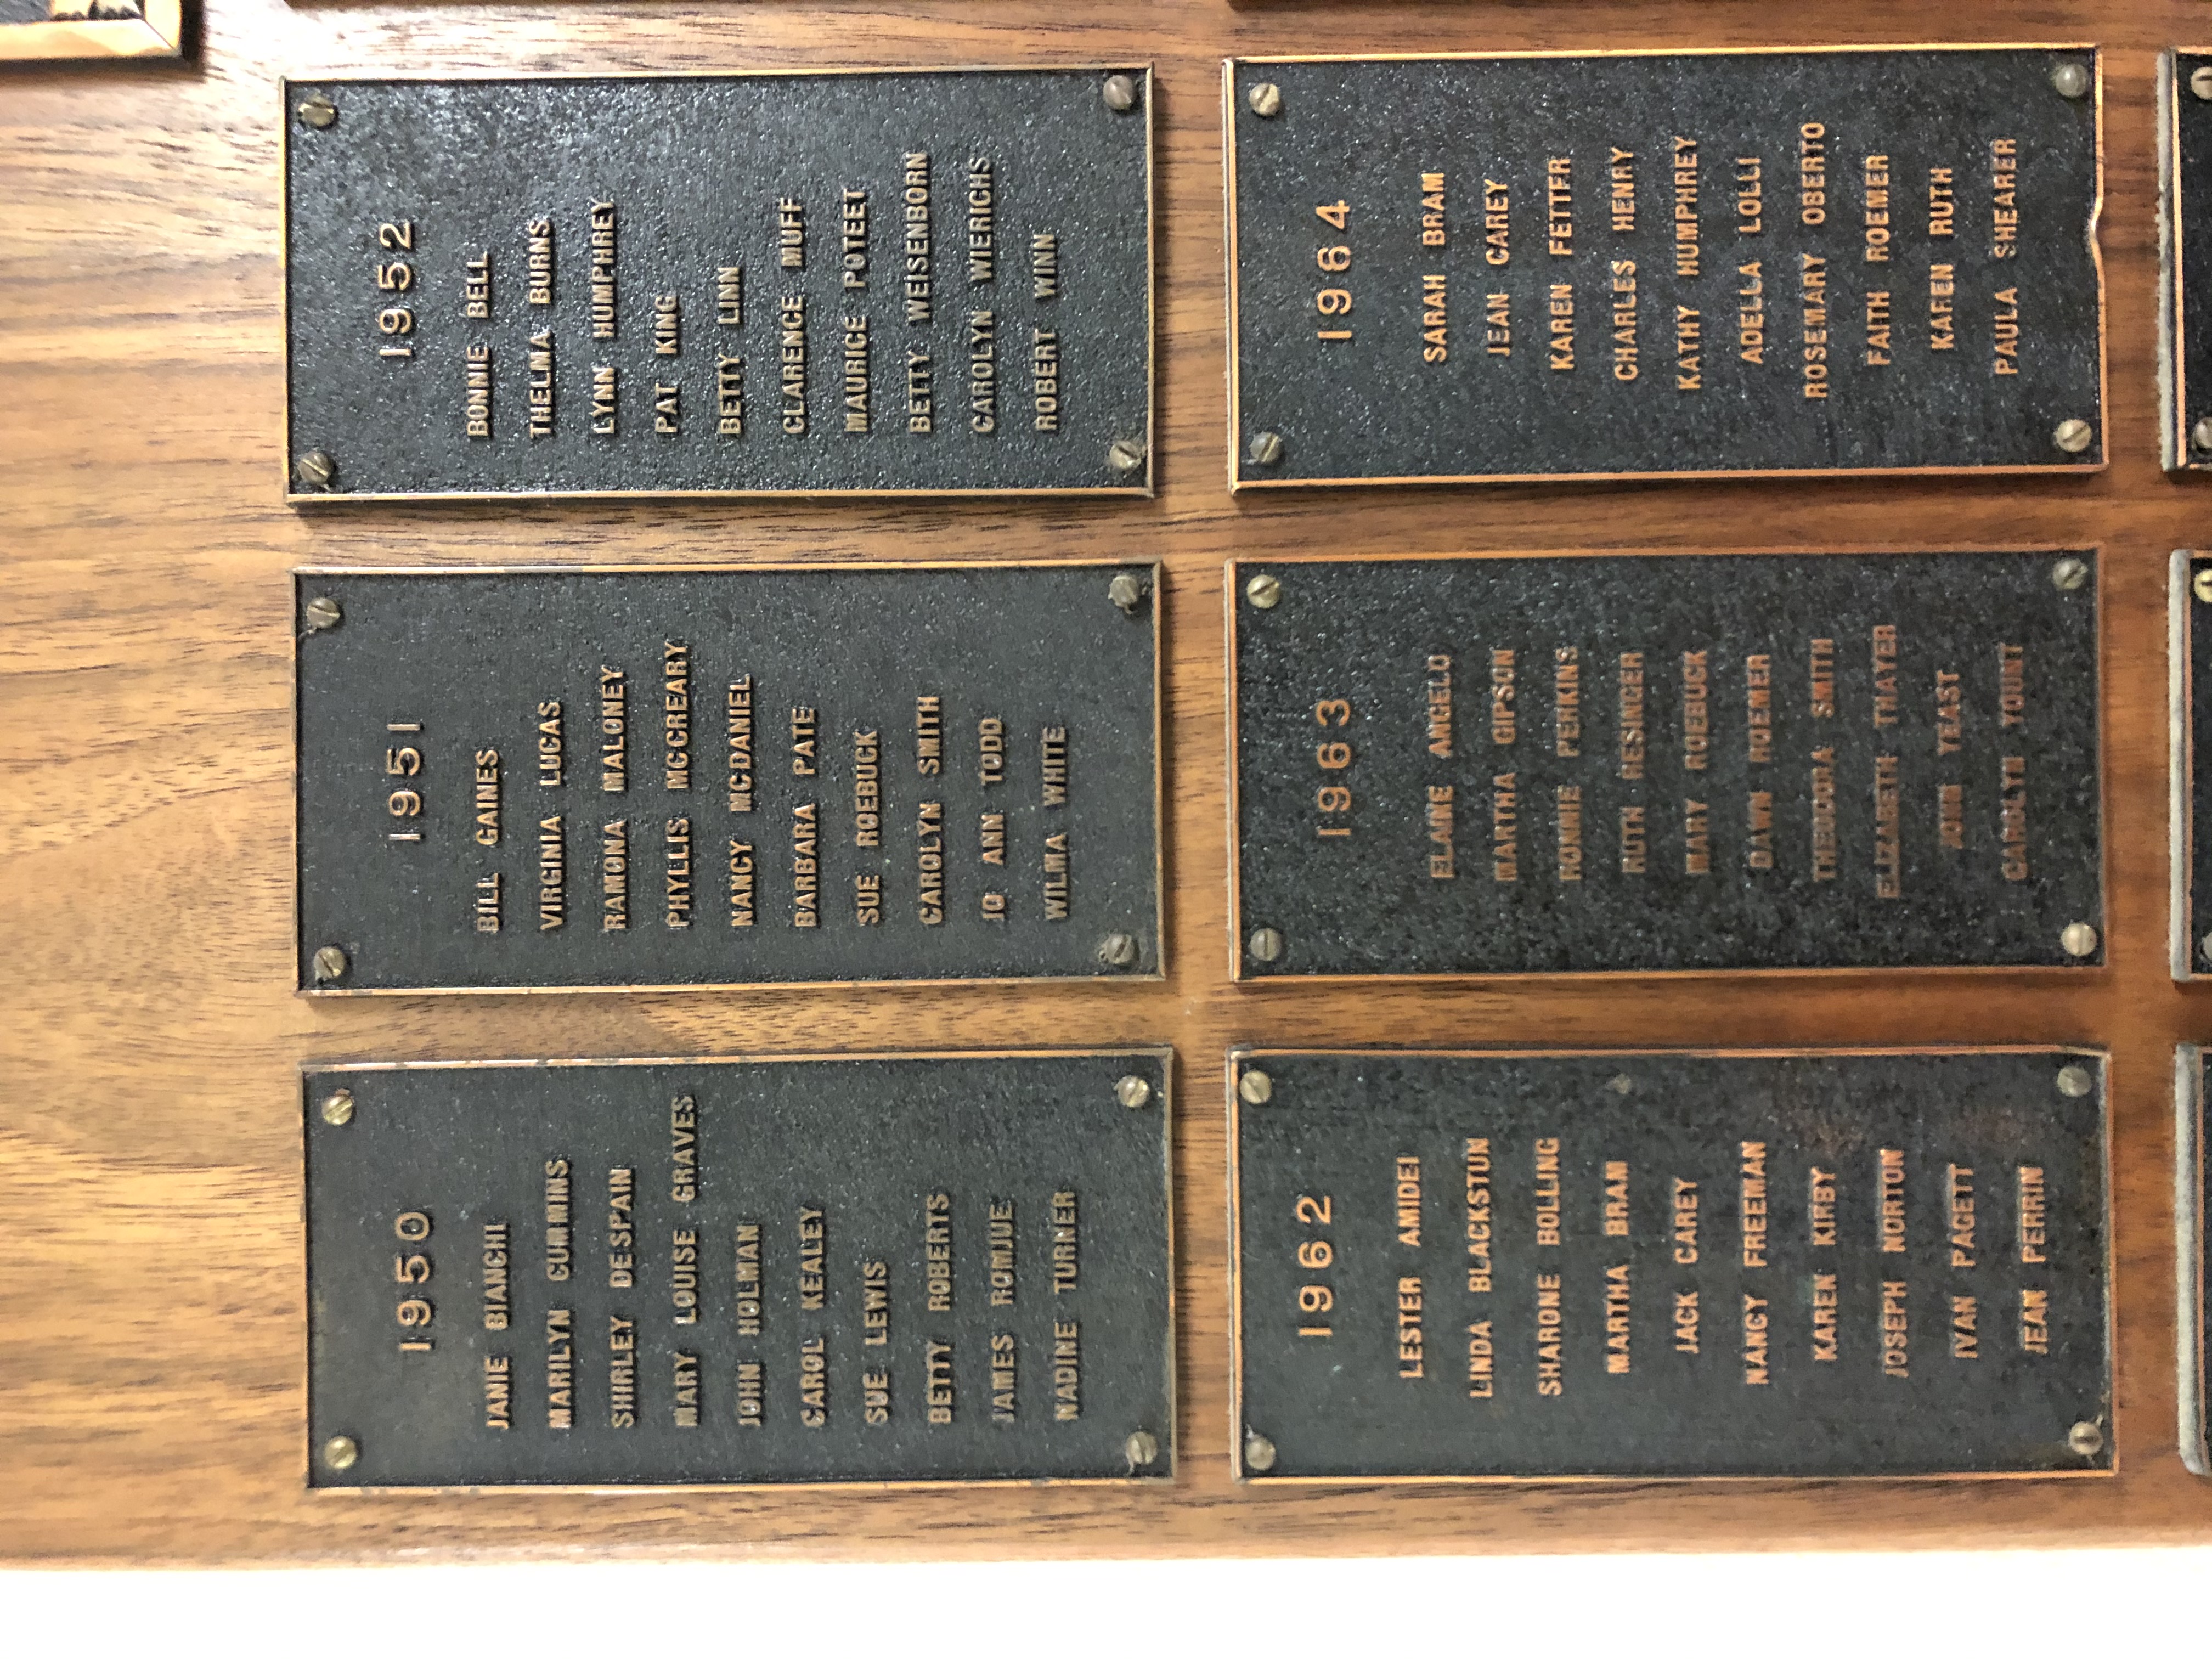 1950
JANIE BIANCHI
MARILYN CUMMINS
SHIRLEY DESPAIN
MARY LOUISE GRAVES
JOHN HOLMAN
CAROL KEALEY
SUE LEWIS
BETTY ROBERTS
JAMES ROMJUE
NADINE TURNER
1951
BILL GAINES
VIRGINIA LUCAS
RAMONA MALONEY
PHYLLIS MCCREARY
NANCY MCDANIEL
BARBARA PATE
SUE ROEBUCK
CAROLYN SMITH
JO ANN TODD
WILMA WHITE
1952
BONNIE BELL
THELMA BURNS
LYNN HUMPHREY
PAT KING
BETTY LINN
CLARENCE MUFF
MAURICE POTEET
BETTY WEISENBORN
CAROLYN WIERICHS
ROBERT WINN
1962
LESTER AMIDEI
LINDA BLACKSTUN
SHARONE BOLLING
MARTHA BRAM
JACK CAREY
NANCY FREEMAN
KAREN KIRBY
JOSEPH NORTON
IVAN PAGETT
JEAN PERRIN
1963
ELAINE ANGELO
MARTHA GIPSON
RONNIE PERKINS
RUTH RESINGER
MARY ROEBUCK
DAWN ROEMER
THEODORA SMITH
ELIZABETH THAYER
JOHN YEAST
CAROLYN YOUNT
1964
SARAH BRAM
JEAN CAREY
KAREN FETTER
CHARLES HENRY
KATHY HUMPHREY
ADELLA LOLLI
ROSEMARY OBERTO
FAITH ROEMER
KAREN RUTH
PAULA SHEARER